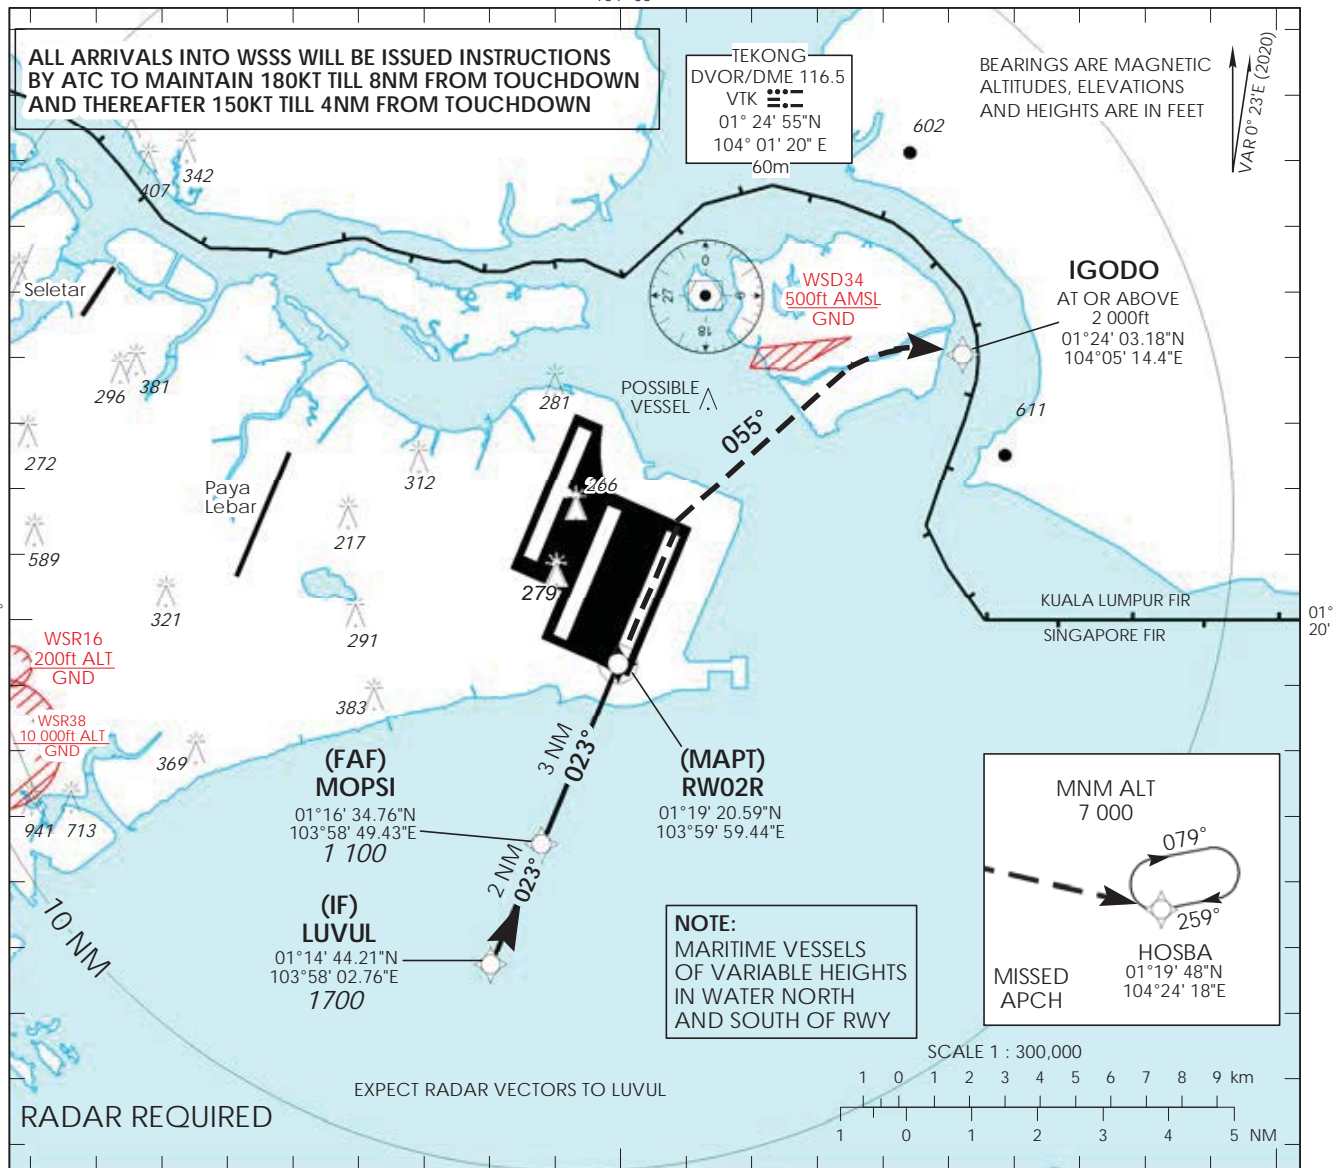 ALL ARRIVALS INTO WSSS WILL BE ISSUED INSTRUCTIONS
BY ATC TO MAINTAIN 180KT TILL 8NM FROM TOUCHDOWN
AND THEREAFTER 150KT TILL 4NM FROM TOUCHDOWN
TEKONG
DVOR/DME 116.5
VTK
01° 24' 55"N
104° 01' 20" E
60m
BEARINGS ARE MAGNETIC
ALTITUDES, ELEVATIONS
AND HEIGHTS ARE IN FEET
VAR 0° 23'E (2020)
602
407
342
Seletar
0
27
9
18
WSD34
500ft AMSL
GND
IGODO
AT OR ABOVE
2 000ft
01°24' 03.18"N
104°05' 14.4"E
296
381
281
POSSIBLE
VESSEL
055°
611
272
312
Paya
Lebar
266
217
589
279
321
291
KUALA LUMPUR FIR
SINGAPORE FIR
01°
20'
WSR16
200ft ALT
GND
WSR38
10 000ft ALT
GND
383
369
941
713
(FAF)
MOPSI
01°16' 34.76"N
103°58' 49.43"E
1 100
3 NM
023°
(MAPT)
RW02R
01°19' 20.59"N
103°59' 59.44"E
2 NM
023°
(IF)
LUVUL
01°14' 44.21"N
103°58' 02.76"E
1700
10 NM
NOTE:
MARITIME VESSELS
OF VARIABLE HEIGHTS
IN WATER NORTH
AND SOUTH OF RWY
MNM ALT
7 000
079°
259°
HOSBA
01°19' 48"N
104°24' 18"E
MISSED
APCH
SCALE 1 : 300,000
1 0 1 2 3 4 5 6 7 8 9 km
1 0 1 2 3 4 5 NM
EXPECT RADAR VECTORS TO LUVUL
RADAR REQUIRED